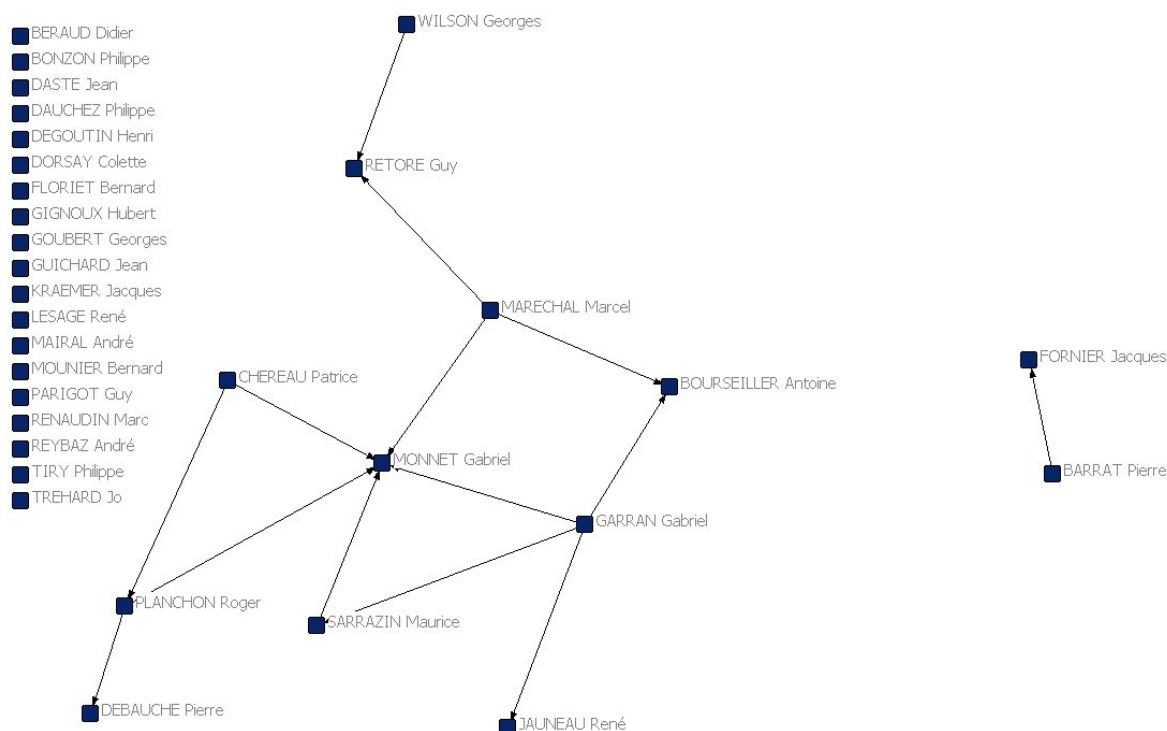 BERAUD Didier
BONZON Philippe
DASTE Jean
DAUCHEZ Philippe
DEGOUTIN Henri
DORSAY Colette
FLORIET Bernard
GIGNOUX Hubert
GOUBERT Georges
GUICHARD Jean
KRAEMER Jacques
LESAGE René
MAIRAL André
MOUNIER Bernard
PARIGOT Guy
RENAUDIN Marc
REYBAZ André
TIRY Philippe
TREHARD Jo
WILSON Georges
RETORE Guy
MARECHAL Marcel
CHEREAU Patrice
BOURSEILLER Antoine
MONNET Gabriel
GARRAN Gabriel
PLANCHON Roger
SARRAZIN Maurice
DEBAUCHE Pierre
JAUNEAU René
FORNIER Jacques
BARRAT Pierre